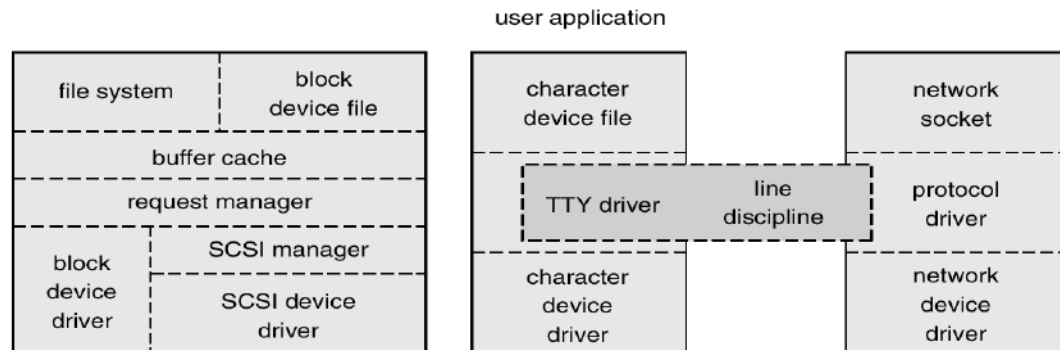 user application
file system
block
device file
buffer cache
request manager
block
device
driver
SCSI manager
SCSI device
driver
character
device file
TTY driver
line
discipline
character
device
driver
network
socket
protocol
driver
network
device
driver